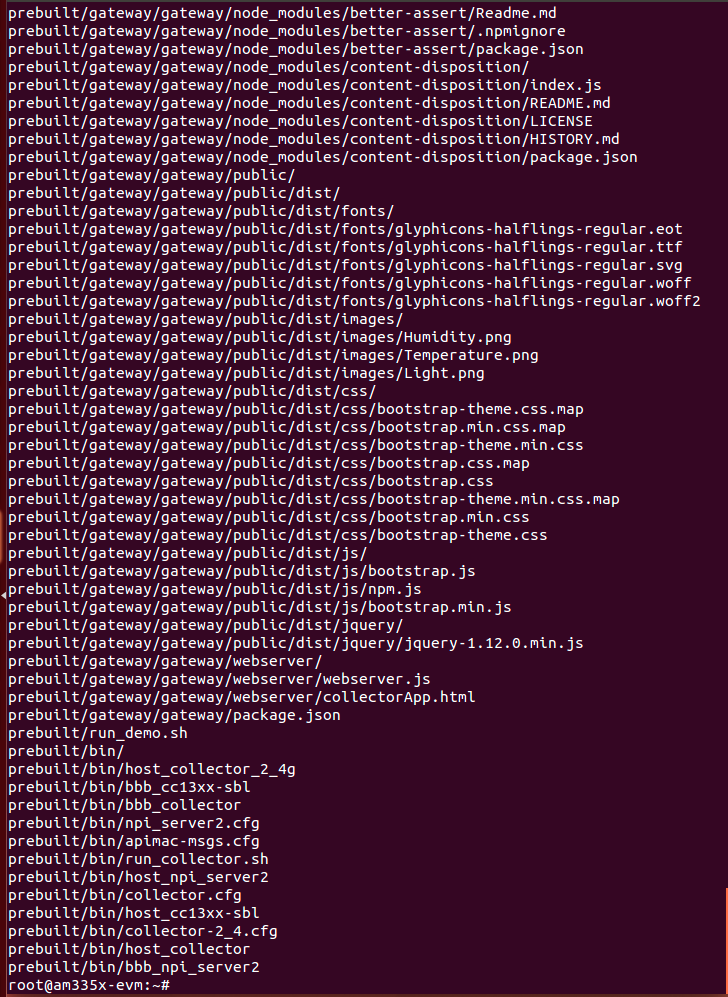 prebuilt/gateway/gateway/node_modules/better-assert/Readme.md
prebuilt/gateway/gateway/node_modules/better-assert/.npmignore
prebuilt/gateway/gateway/node_modules/better-assert/package.json
prebuilt/gateway/gateway/node_modules/content-disposition/
prebuilt/gateway/gateway/node_modules/content-disposition/index.js
prebuilt/gateway/gateway/node_modules/content-disposition/README.md
prebuilt/gateway/gateway/node_modules/content-disposition/LICENSE
prebuilt/gateway/gateway/node_modules/content-disposition/HISTORY.md
prebuilt/gateway/gateway/node_modules/content-disposition/package.json
prebuilt/gateway/gateway/public/
prebuilt/gateway/gateway/public/dist/
prebuilt/gateway/gateway/public/dist/fonts/
prebuilt/gateway/gateway/public/dist/fonts/glyphicons-halflings-regular.eot
prebuilt/gateway/gateway/public/dist/fonts/glyphicons-halflings-regular.ttf
prebuilt/gateway/gateway/public/dist/fonts/glyphicons-halflings-regular.svg
prebuilt/gateway/gateway/public/dist/fonts/glyphicons-halflings-regular.woff
prebuilt/gateway/gateway/public/dist/fonts/glyphicons-halflings-regular.woff2
prebuilt/gateway/gateway/public/dist/images/
prebuilt/gateway/gateway/public/dist/images/Humidity.png
prebuilt/gateway/gateway/public/dist/images/Temperature.png
prebuilt/gateway/gateway/public/dist/images/Light.png
prebuilt/gateway/gateway/public/dist/css/
prebuilt/gateway/gateway/public/dist/css/bootstrap-theme.css.map
prebuilt/gateway/gateway/public/dist/css/bootstrap.min.css.map
prebuilt/gateway/gateway/public/dist/css/bootstrap-theme.min.css
prebuilt/gateway/gateway/public/dist/css/bootstrap.css.map
prebuilt/gateway/gateway/public/dist/css/bootstrap.css
prebuilt/gateway/gateway/public/dist/css/bootstrap-theme.min.css.map
prebuilt/gateway/gateway/public/dist/css/bootstrap.min.css
prebuilt/gateway/gateway/public/dist/css/bootstrap-theme.css
prebuilt/gateway/gateway/public/dist/js/
prebuilt/gateway/gateway/public/dist/js/bootstrap.js
prebuilt/gateway/gateway/public/dist/js/npm.js
prebuilt/gateway/gateway/public/dist/js/bootstrap.min.js
prebuilt/gateway/gateway/public/dist/jquery/
prebuilt/gateway/gateway/public/dist/jquery/jquery-1.12.0.min.js
prebuilt/gateway/gateway/webserver/
prebuilt/gateway/gateway/webserver/webserver.js
prebuilt/gateway/gateway/webserver/collectorApp.html
prebuilt/gateway/gateway/package.json
prebuilt/run_demo.sh
prebuilt/bin/
prebuilt/bin/host_collector_2_4g
prebuilt/bin/bbb_cc13xx-sbl
prebuilt/bin/bbb_collector
prebuilt/bin/npi_server2.cfg
prebuilt/bin/apimac-msgs.cfg
prebuilt/bin/run_collector.sh
prebuilt/bin/host_npi_server2
prebuilt/bin/collector.cfg
prebuilt/bin/host_cc13xx-sbl
prebuilt/bin/collector-2_4.cfg
prebuilt/bin/host_collector
prebuilt/bin/bbb_npi_server2
root@am335x-evm:~#